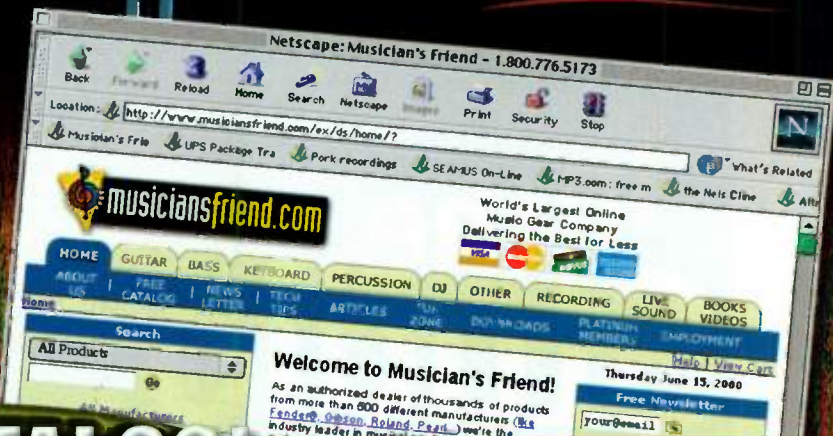 Netscape: Musician's Friend - 1.800.776.5173
Back Forward Reload Home Search Netscape Images Print Security Stop
Location: http://www.musiciansfriend.com/ex/ds/home/?
What's Related
Musician's Frie UPS Package Tra Pork recordings SEAMUS On-Line MP3.com: free m the Nels Cline
musiciansfriend.com
World's Largest Online
Music Gear Company
Delivering the Best for Less
VISA
HOME GUITAR BASS KEYBOARD PERCUSSION DJ OTHER RECORDING LIVE SOUND BOOKS VIDEOS
ABOUT US FREE CATALOG NEWS LETTER TECH TIPS ARTICLES FUN ZONE DOWNLOADS PLATINUM MEMBERS EMPLOYMENT
Home
Help | View Cart
Search
All Products
Go
All Manufacturers
Welcome to Musician's Friend!
As an authorized dealer of thousands of products
from more than 600 different manufacturers (like
Fender®, Gibson, Roland, Pearl...) we're the
Thursday June 15, 2000
Free Newsletter
your@email